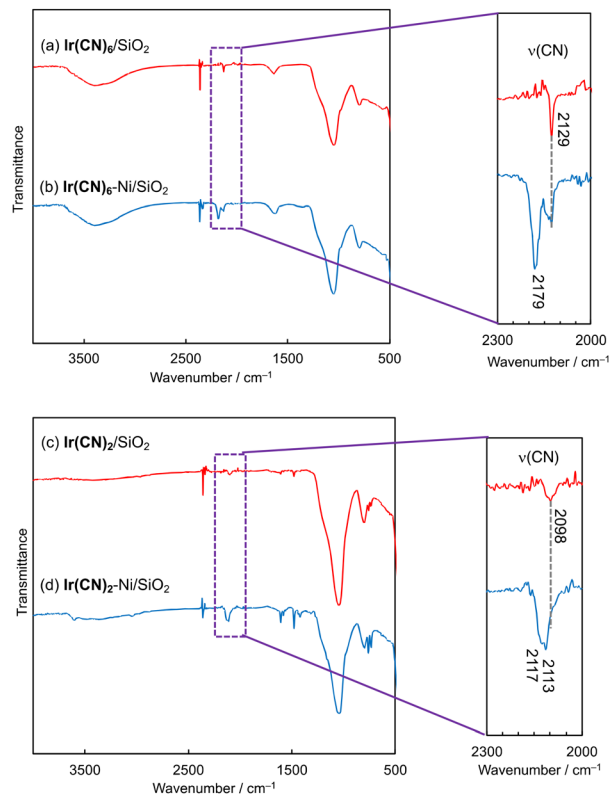 (a) Ir(CN)₆/SiO₂
(b) Ir(CN)₆-Ni/SiO₂
Transmittance
3500 2500 1500 500
Wavenumber / cm⁻¹
ν(CN)
2129
2179
2300 2000
Wavenumber / cm⁻¹
(c) Ir(CN)₂/SiO₂
(d) Ir(CN)₂-Ni/SiO₂
Transmittance
3500 2500 1500 500
Wavenumber / cm⁻¹
ν(CN)
2098
2113
2117
2300 2000
Wavenumber / cm⁻¹